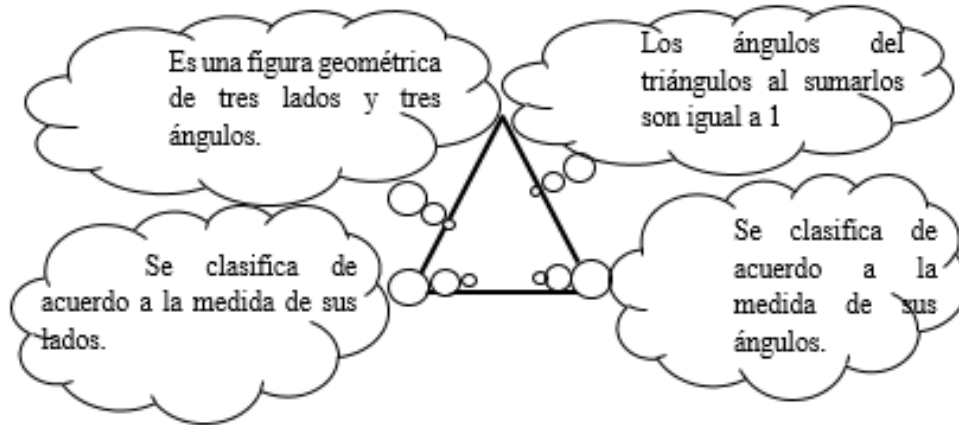 Es una figura geométrica
de tres lados y tres
ángulos.
Los ángulos del
triángulos al sumarlos
son igual a 1
Se clasifica de
acuerdo a la medida de sus
lados.
Se clasifica de
acuerdo a la
medida de sus
ángulos.